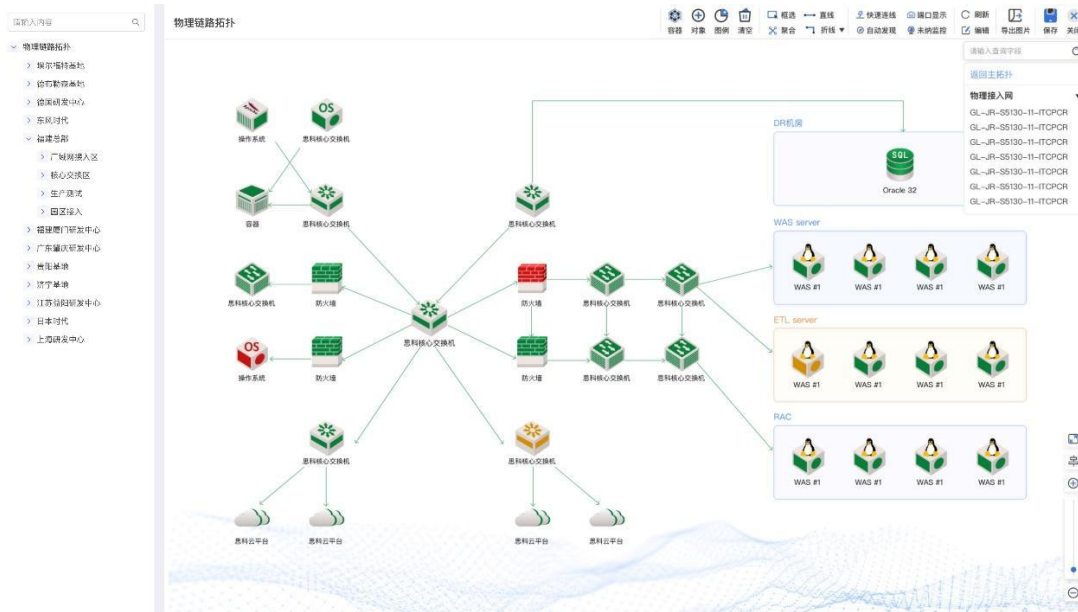 请输入内容
物理链路拓扑
埃尔福特基地
德布勒森基地
德国研发中心
东风时代
福建总部
广域网接入区
核心交换区
生产测试
园区接入
福建厦门研发中心
广东肇庆研发中心
贵阳基地
济宁基地
江苏溧阳研发中心
日本时代
上海研发中心
物理链路拓扑
容器 对象 图例 清空
框选 直线 快速连线 端口显示 刷新
聚合 折线 自动发现 未纳监控 编辑
导出图片 保存 关闭
请输入查询字段
返回主拓扑
物理接入网
GL-JR-S5130-11-ITCPCR
GL-JR-S5130-11-ITCPCR
GL-JR-S5130-11-ITCPCR
GL-JR-S5130-11-ITCPCR
GL-JR-S5130-11-ITCPCR
GL-JR-S5130-11-ITCPCR
GL-JR-S5130-11-ITCPCR
OS
操作系统 思科核心交换机
DR机房
SQL
Oracle 32
容器 思科核心交换机 思科核心交换机
WAS server
WAS #1 WAS #1 WAS #1 WAS #1
思科核心交换机 防火墙 防火墙 思科核心交换机 思科核心交换机
思科核心交换机
ETL server
OS
操作系统 防火墙 防火墙 思科核心交换机 思科核心交换机
WAS #1 WAS #1 WAS #1 WAS #1
RAC
思科核心交换机 思科核心交换机
WAS #1 WAS #1 WAS #1 WAS #1
思科云平台 思科云平台 思科云平台 思科云平台